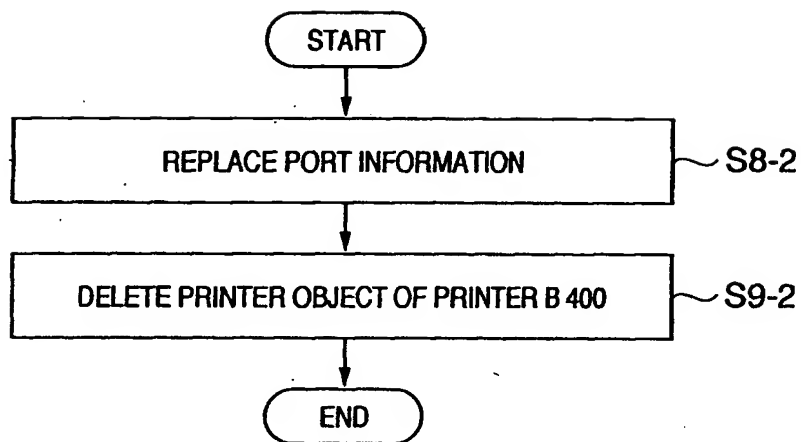 START
REPLACE PORT INFORMATION
S8-2
DELETE PRINTER OBJECT OF PRINTER B 400
S9-2
END